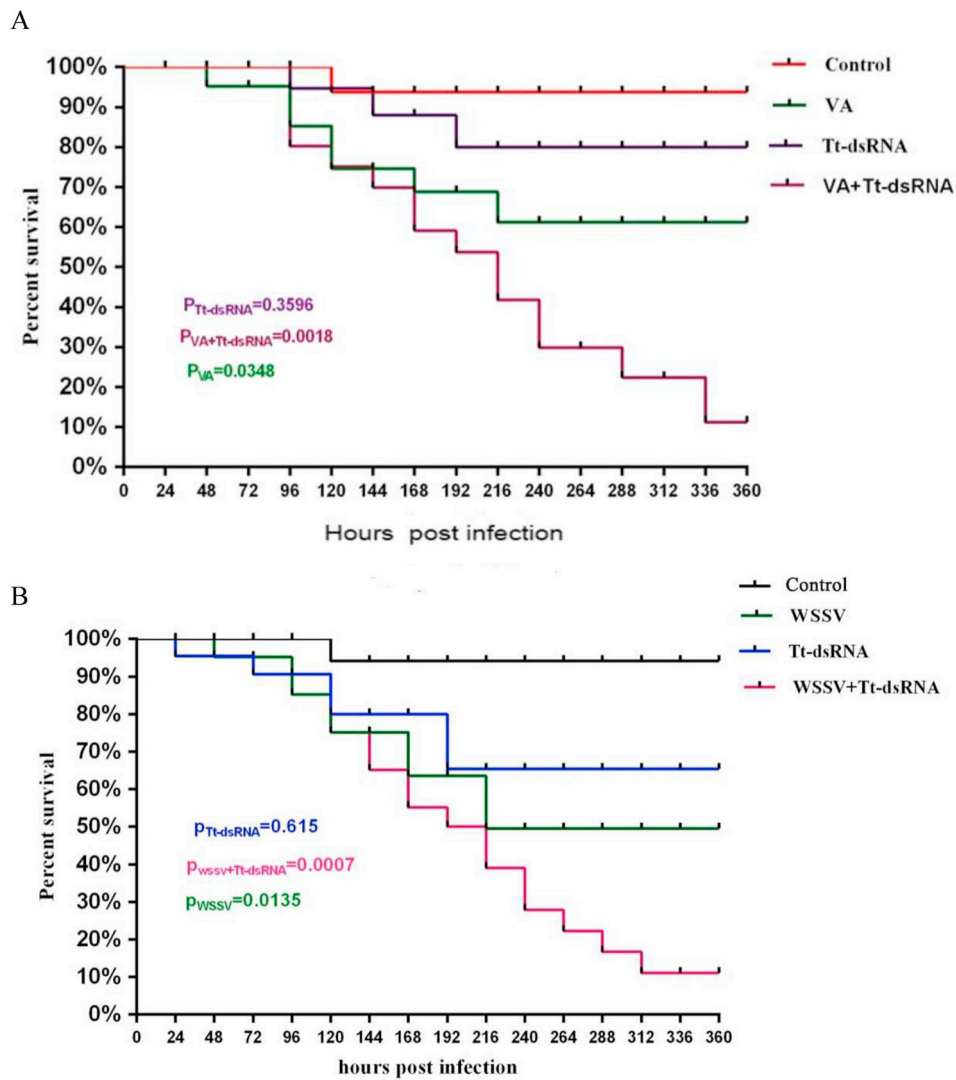 A
100%
90%
80%
70%
60%
50%
40%
30%
20%
10%
0%
Percent survival
Control
VA
Tt-dsRNA
VA+Tt-dsRNA
PTt-dsRNA=0.3596
PVA+Tt-dsRNA=0.0018
PVA=0.0348
0 24 48 72 96 120 144 168 192 216 240 264 288 312 336 360
Hours post infection
B
100%
90%
80%
70%
60%
50%
40%
30%
20%
10%
0%
Percent survival
Control
WSSV
Tt-dsRNA
WSSV+Tt-dsRNA
pTt-dsRNA=0.615
pwssv+Tt-dsRNA=0.0007
pWSSV=0.0135
0 24 48 72 96 120 144 168 192 216 240 264 288 312 336 360
hours post infection